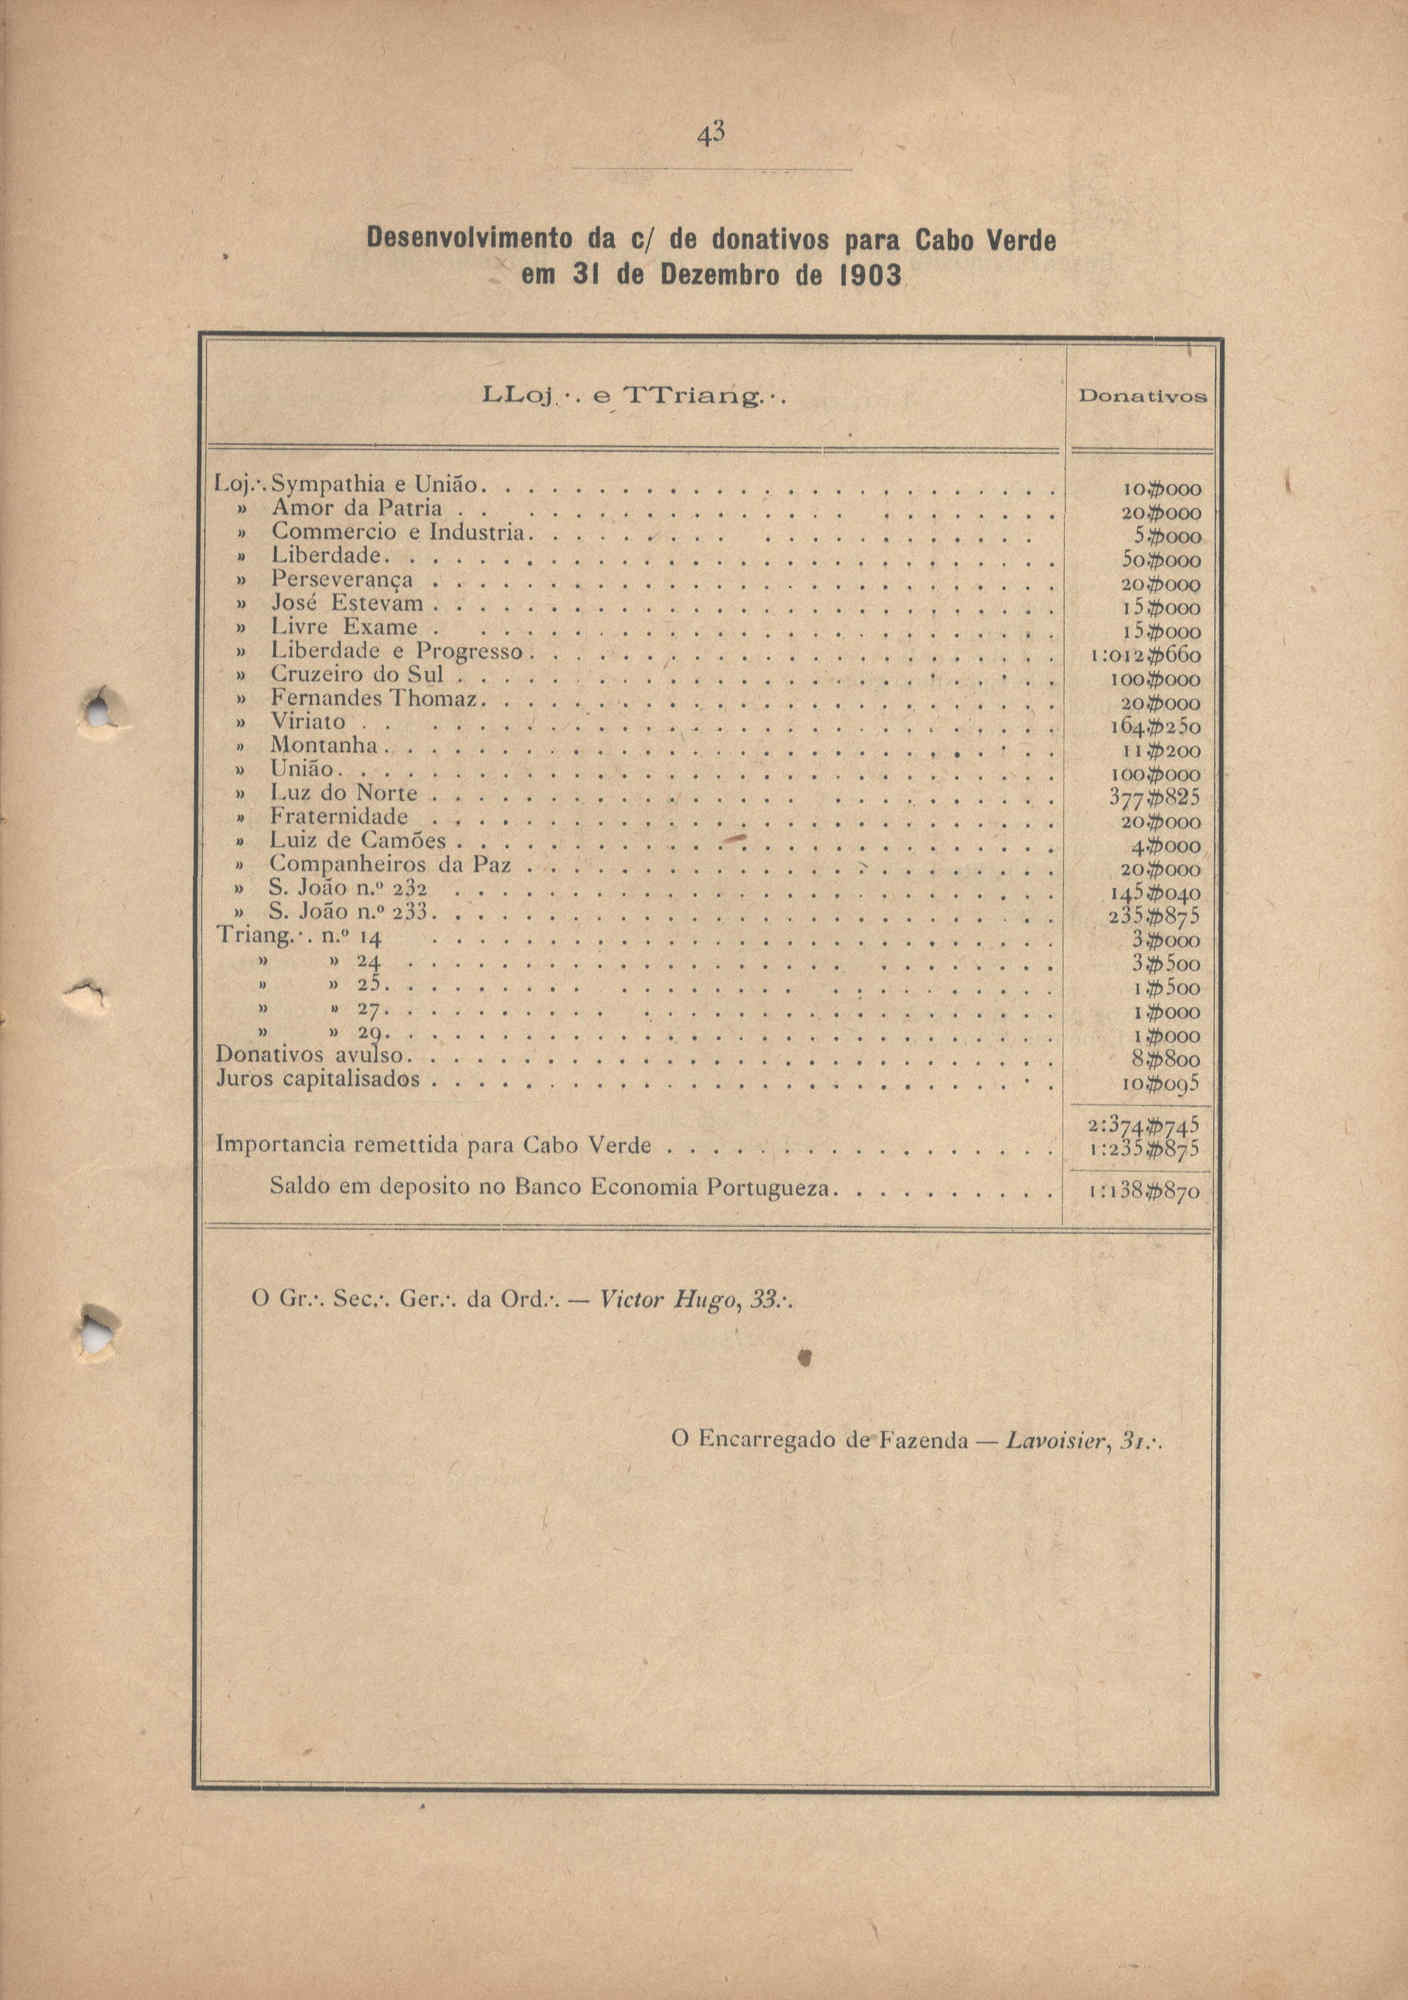 43
Desenvolvimento da c/ de donativos para Cabo Verde
em 31 de Dezembro de 1903
LLoj.·. e TTriang.·. Donativos
Loj.·. Sympathia e União. . . . . . . . . . . . . . . . . . . . . . . . . 10$000
» Amor da Patria . . . . . . . . . . . . . . . . . . . . . . . . 20$000
» Commercio e Industria. . . . . . . . . . . . . . . . . . . . . 5$000
» Liberdade. . . . . . . . . . . . . . . . . . . . . . . . . . . . . 50$000
» Perseverança . . . . . . . . . . . . . . . . . . . . . . . . . . . 20$000
» José Estevam . . . . . . . . . . . . . . . . . . . . . . . . . . . 15$000
» Livre Exame . . . . . . . . . . . . . . . . . . . . . . . . . . 15$000
» Liberdade e Progresso . . . . . . . . . . . . . . . . . . . . . . . 1:012$660
» Cruzeiro do Sul . . . . . . . . . . . . . . . . . . . . . . . . . . 100$000
» Fernandes Thomaz. . . . . . . . . . . . . . . . . . . . . . . . . 20$000
» Viriato . . . . . . . . . . . . . . . . . . . . . . . . . . . . . 164$250
» Montanha . . . . . . . . . . . . . . . . . . . . . . . . . . . . 11$200
» União. . . . . . . . . . . . . . . . . . . . . . . . . . . . . . . 100$000
» Luz do Norte . . . . . . . . . . . . . . . . . . . . . . . . . . 377$825
» Fraternidade . . . . . . . . . . . . . . . . . . . . . . . . . . . 20$000
» Luiz de Camões . . . . . . . . . . . . . . . . . . . . . . . . . . 4$000
» Companheiros da Paz . . . . . . . . . . . . . . . . . . . . . . . 20$000
» S. João n.º 232 . . . . . . . . . . . . . . . . . . . . . . . . . . 145$040
» S. João n.º 233. . . . . . . . . . . . . . . . . . . . . . . . . . . 235$875
Triang.·. n.º 14 . . . . . . . . . . . . . . . . . . . . . . . . . . . 3$000
» » 24 . . . . . . . . . . . . . . . . . . . . . . . . . . . 3$500
» » 25. . . . . . . . . . . . . . . . . . . . . . . . . . . 1$500
» » 27. . . . . . . . . . . . . . . . . . . . . . . . . . . . 1$000
» » 29. . . . . . . . . . . . . . . . . . . . . . . . . . . . . 1$000
Donativos avulso. . . . . . . . . . . . . . . . . . . . . . . . . . . . 8$800
Juros capitalisados . . . . . . . . . . . . . . . . . . . . . . . . . . . 10$095
2:374$745
Importancia remettida para Cabo Verde . . . . . . . . . . . . . . . . . 1:235$875
Saldo em deposito no Banco Economia Portugueza. . . . . . . . . . 1:138$870
O Gr.·. Sec.·. Ger.·. da Ord.·. — Victor Hugo, 33.·.
O Encarregado de Fazenda — Lavoisier, 31.·.